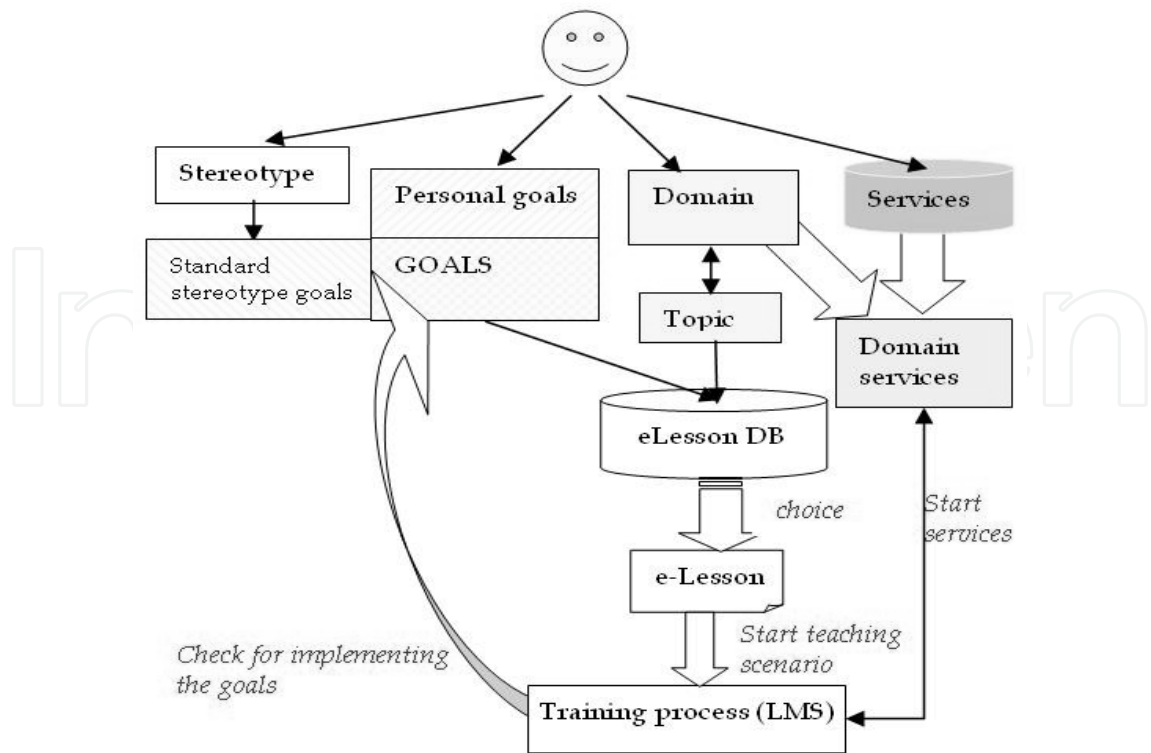 Stereotype
Personal goals
Domain
Services
Standard
stereotype goals
GOALS
Topic
Domain
services
eLesson DB
choice
Start
services
e-Lesson
Check for implementing
the goals
Start teaching
scenario
Training process (LMS)